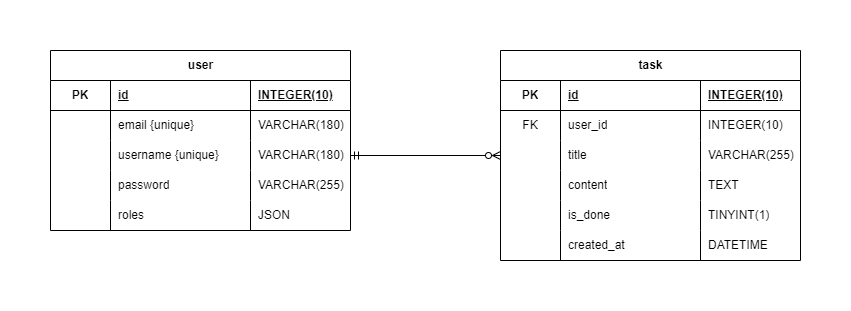 user
PK id INTEGER(10)
email {unique} VARCHAR(180)
username {unique} VARCHAR(180)
password VARCHAR(255)
roles JSON
task
PK id INTEGER(10)
FK user_id INTEGER(10)
title VARCHAR(255)
content TEXT
is_done TINYINT(1)
created_at DATETIME